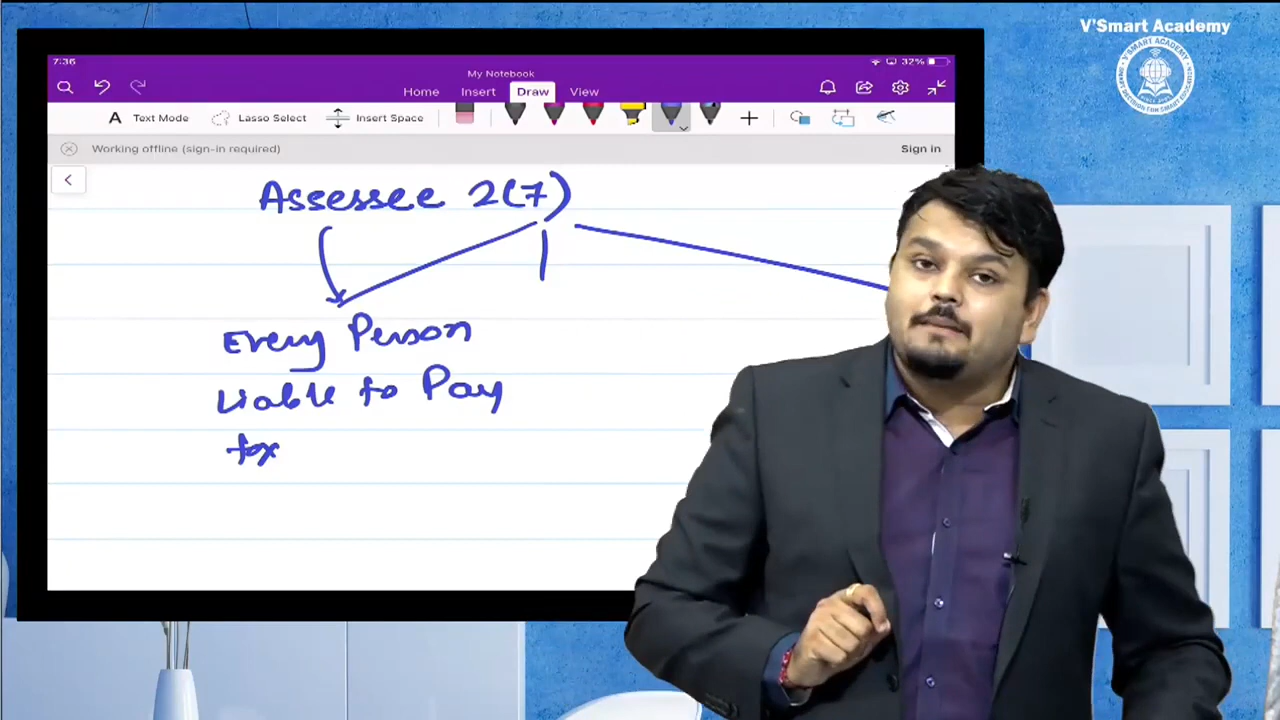 V'Smart Academy
7:36
32%
My Notebook
Home Insert Draw View
Text Mode Lasso Select Insert Space
Working offline (sign-in required) Sign in
Assessee 2(7)
Every Person
Liable to Pay
tax